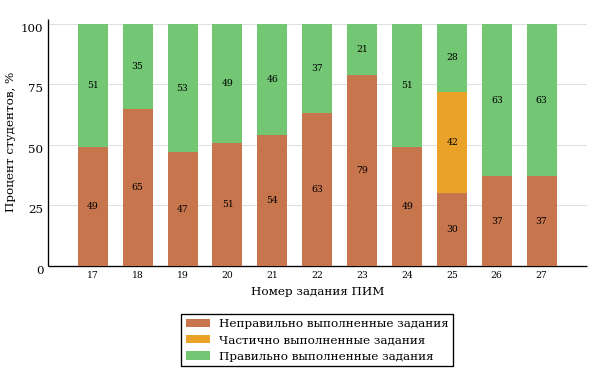 100
75
50
25
0
Процент студентов, %
51 35 53 49 46 37 21 51 28 63 63
42
49 65 47 51 54 63 79 49 30 37 37
17 18 19 20 21 22 23 24 25 26 27
Номер задания ПИМ
Неправильно выполненные задания
Частично выполненные задания
Правильно выполненные задания